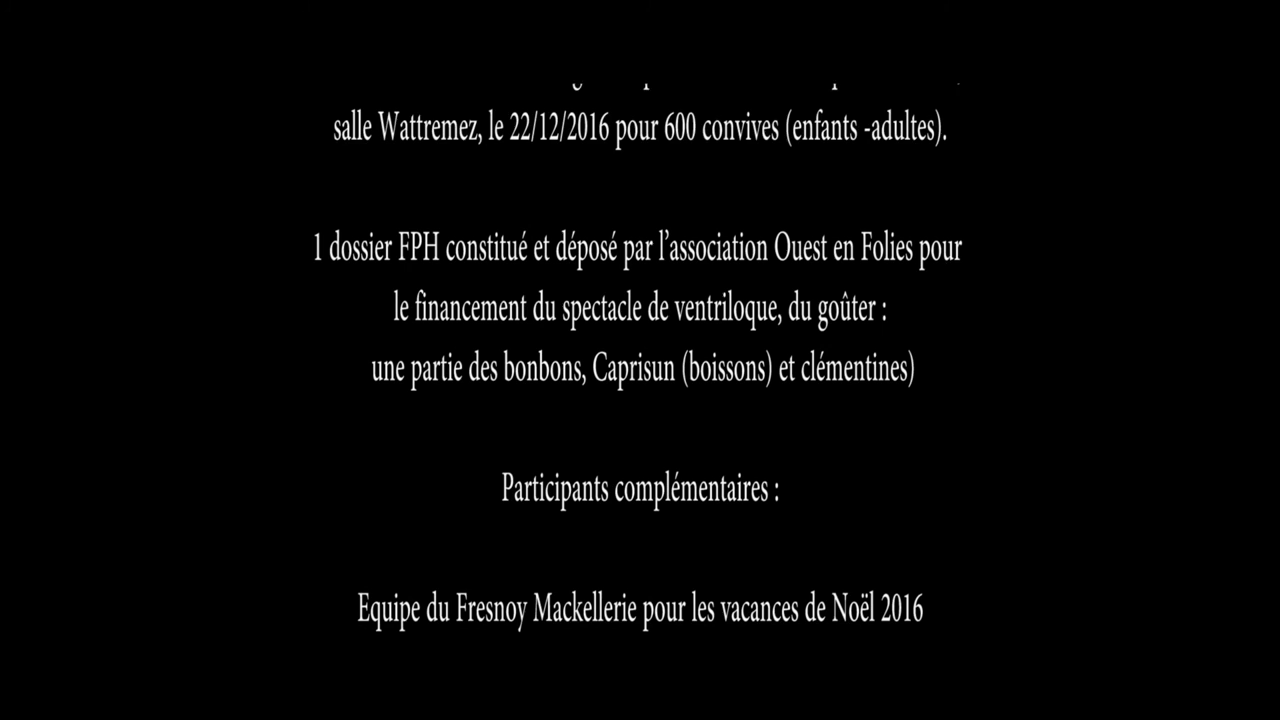 salle Wattremez, le 22/12/2016 pour 600 convives (enfants -adultes).
1 dossier FPH constitué et déposé par l’association Ouest en Folies pour
le financement du spectacle de ventriloque, du goûter :
une partie des bonbons, Caprisun (boissons) et clémentines)
Participants complémentaires :
Equipe du Fresnoy Mackellerie pour les vacances de Noël 2016